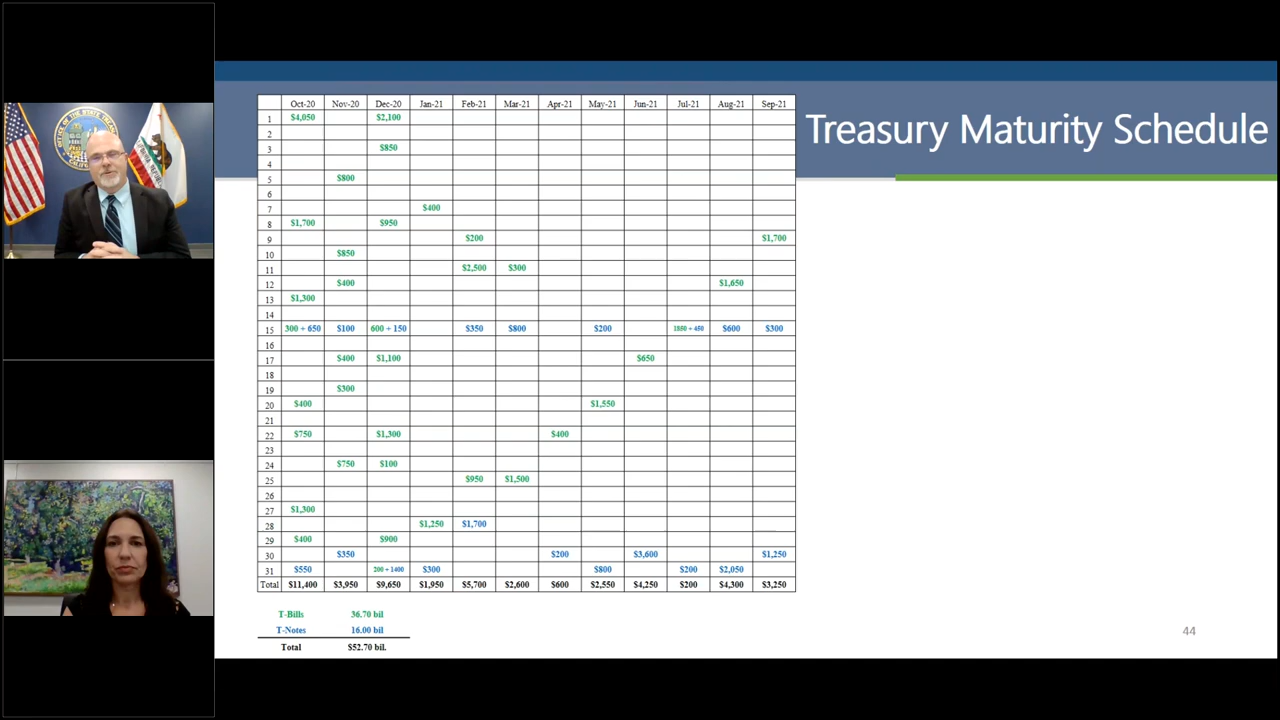 Treasury Maturity Schedule
Oct-20 Nov-20 Dec-20 Jan-21 Feb-21 Mar-21 Apr-21 May-21 Jun-21 Jul-21 Aug-21 Sep-21
1 $4,050 $2,100
2
3 $850
4
5 $800
6
7 $400
8 $1,700 $950
9 $200 $1,700
10 $850
11 $2,500 $300
12 $400 $1,650
13 $1,300
14
15 300 + 650 $100 600 + 150 $350 $800 $200 1850 + 450 $600 $300
16
17 $400 $1,100 $650
18
19 $300
20 $400 $1,550
21
22 $750 $1,300 $400
23
24 $750 $100
25 $950 $1,500
26
27 $1,300
28 $1,250 $1,700
29 $400 $900
30 $350 $200 $3,600 $1,250
31 $550 200 + 1400 $300 $800 $200 $2,050
Total $11,400 $3,950 $9,650 $1,950 $5,700 $2,600 $600 $2,550 $4,250 $200 $4,300 $3,250
T-Bills 36.70 bil
T-Notes 16.00 bil
Total $52.70 bil.
44